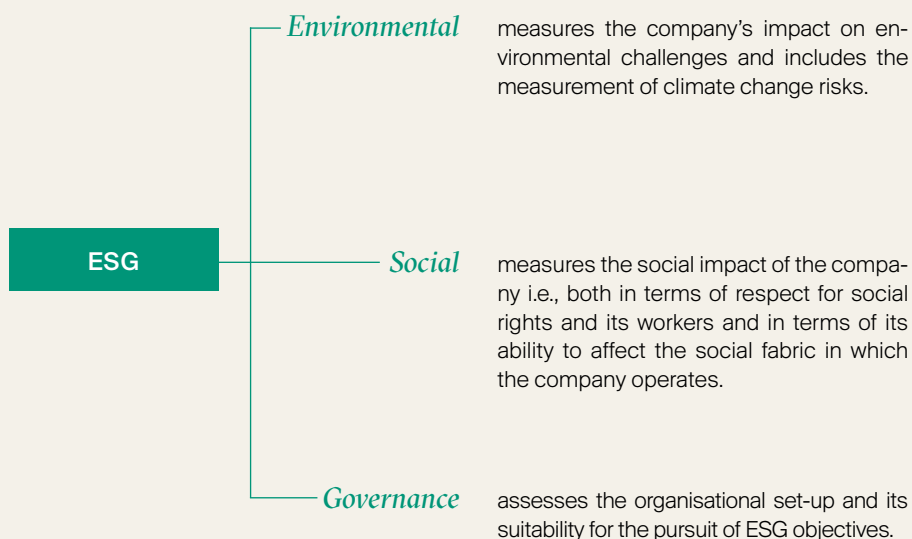 Environmental
measures the company’s impact on en-
vironmental challenges and includes the
measurement of climate change risks.
ESG
Social
measures the social impact of the compa-
ny i.e., both in terms of respect for social
rights and its workers and in terms of its
ability to affect the social fabric in which
the company operates.
Governance
assesses the organisational set-up and its
suitability for the pursuit of ESG objectives.